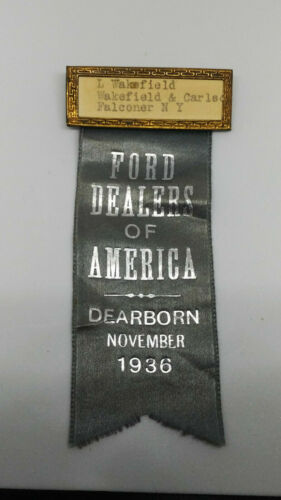 L Wakefield
Wakefield & Carlso
Falconer N Y
FORD
DEALERS
OF
AMERICA
DEARBORN
NOVEMBER
1936